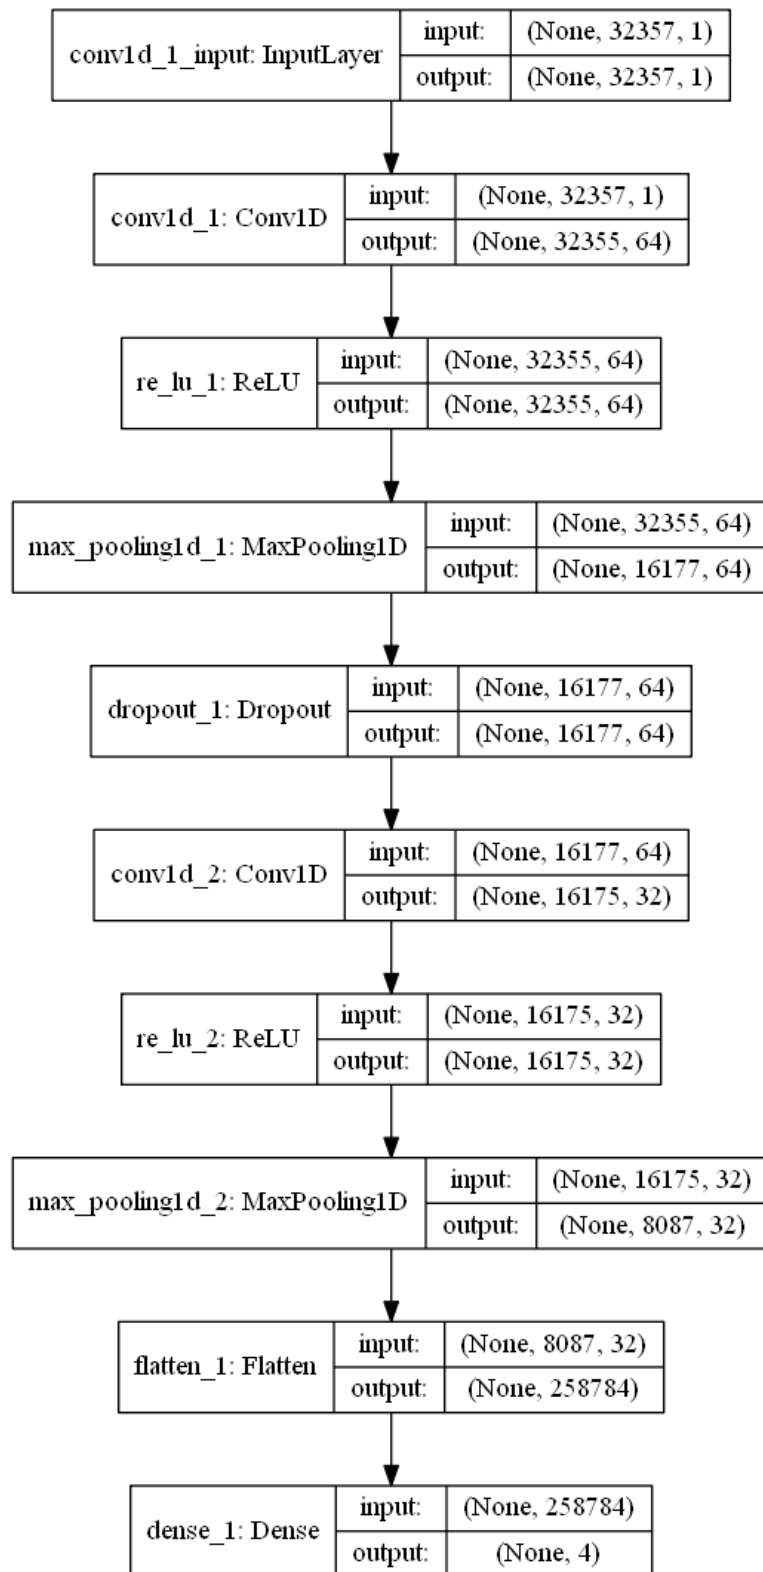 conv1d_1_input: InputLayer
input: (None, 32357, 1)
output: (None, 32357, 1)
conv1d_1: Conv1D
input: (None, 32357, 1)
output: (None, 32355, 64)
re_lu_1: ReLU
input: (None, 32355, 64)
output: (None, 32355, 64)
max_pooling1d_1: MaxPooling1D
input: (None, 32355, 64)
output: (None, 16177, 64)
dropout_1: Dropout
input: (None, 16177, 64)
output: (None, 16177, 64)
conv1d_2: Conv1D
input: (None, 16177, 64)
output: (None, 16175, 32)
re_lu_2: ReLU
input: (None, 16175, 32)
output: (None, 16175, 32)
max_pooling1d_2: MaxPooling1D
input: (None, 16175, 32)
output: (None, 8087, 32)
flatten_1: Flatten
input: (None, 8087, 32)
output: (None, 258784)
dense_1: Dense
input: (None, 258784)
output: (None, 4)